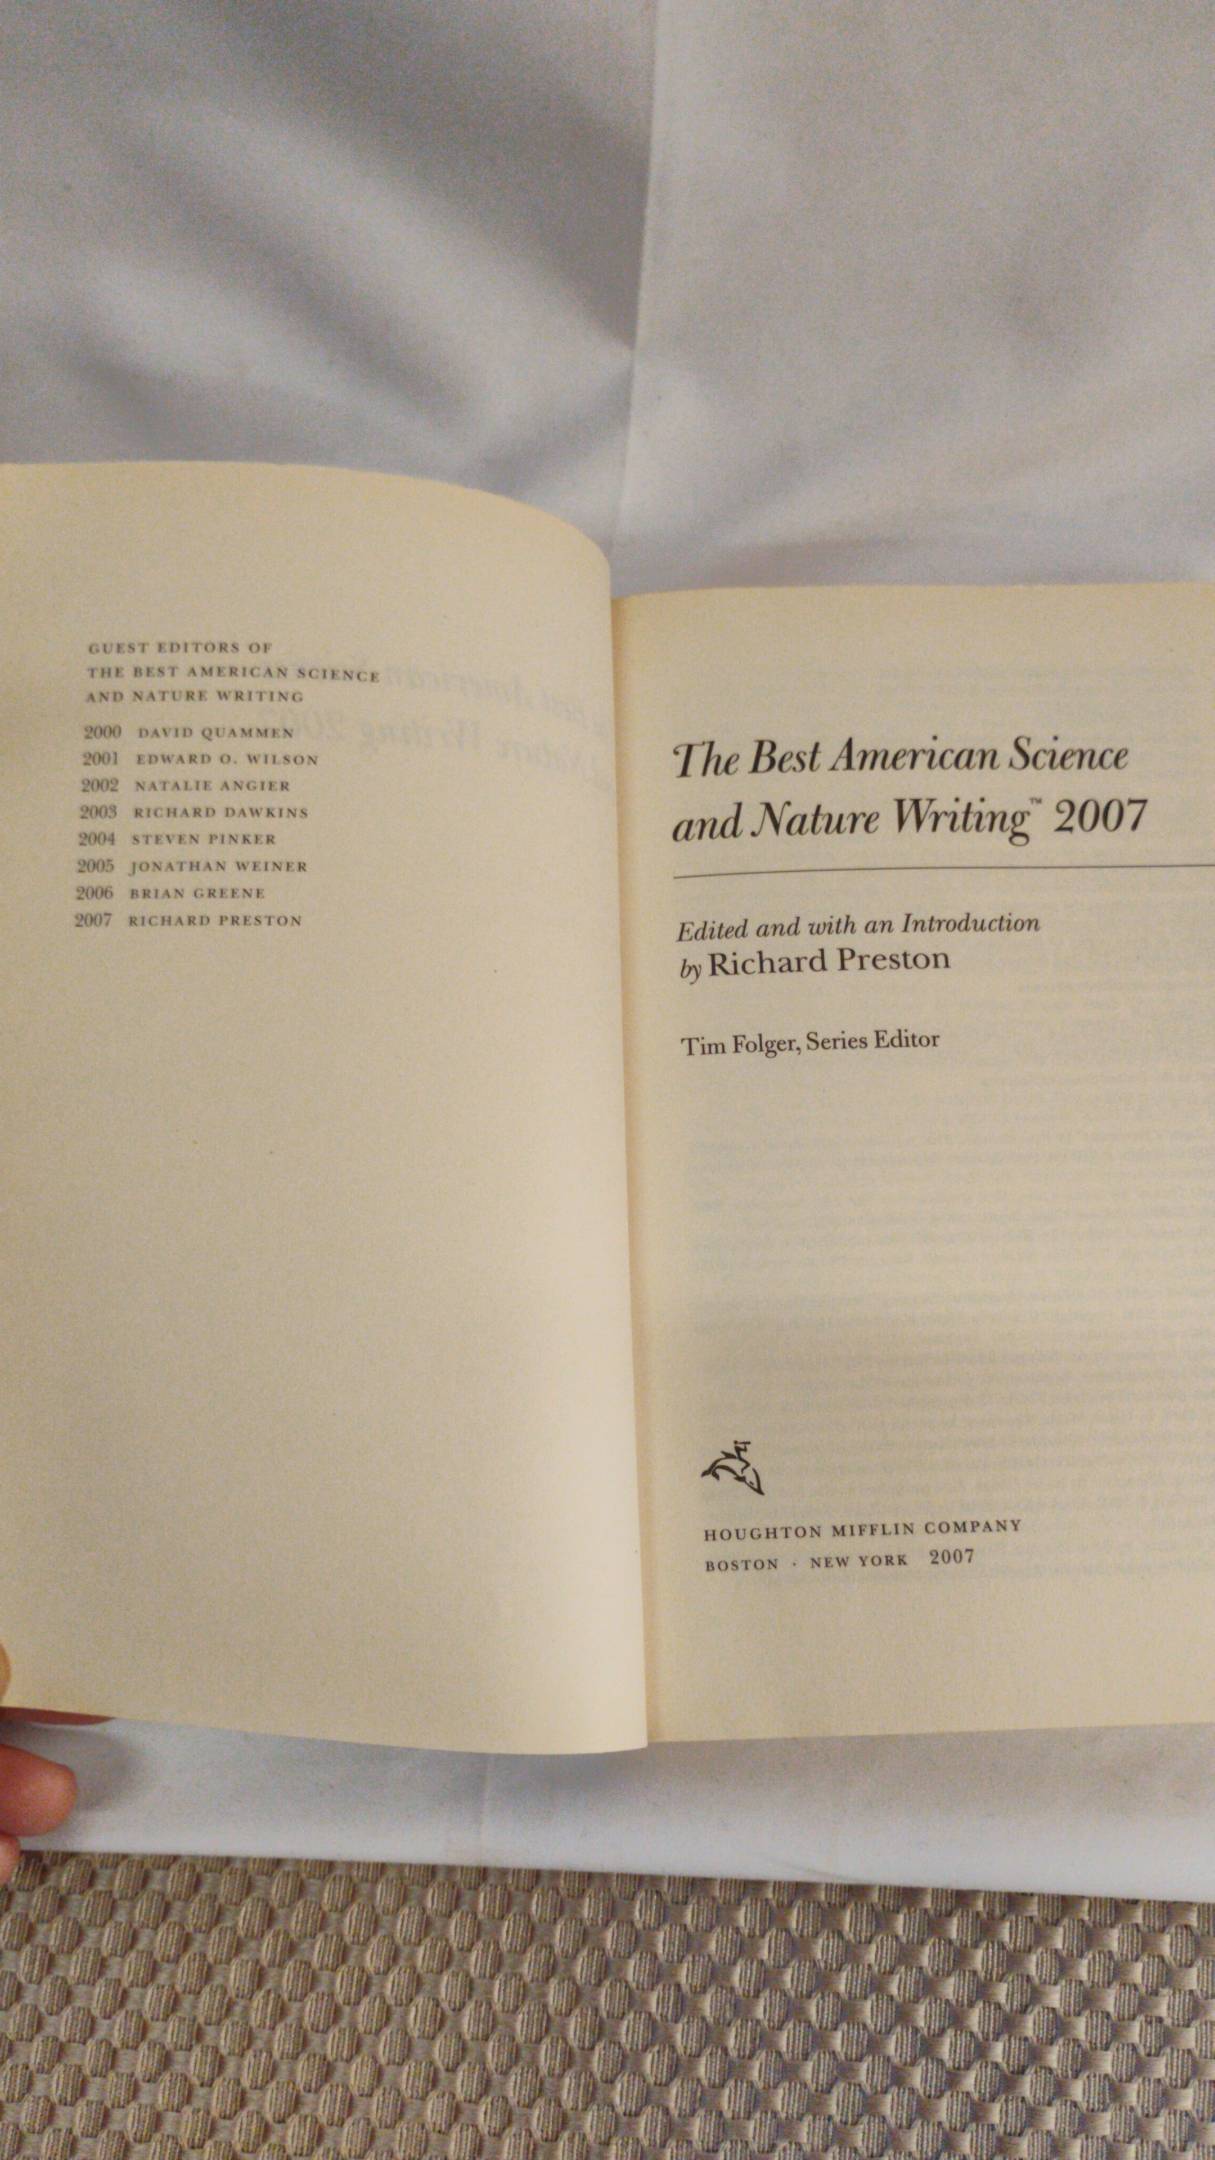 GUEST EDITORS OF
THE BEST AMERICAN SCIENCE
AND NATURE WRITING
2000 DAVID QUAMMEN
2001 EDWARD O. WILSON
2002 NATALIE ANGIER
2003 RICHARD DAWKINS
2004 STEVEN PINKER
2005 JONATHAN WEINER
2006 BRIAN GREENE
2007 RICHARD PRESTON
The Best American Science
and Nature Writing™ 2007
Edited and with an Introduction
by Richard Preston
Tim Folger, Series Editor
HOUGHTON MIFFLIN COMPANY
BOSTON · NEW YORK 2007